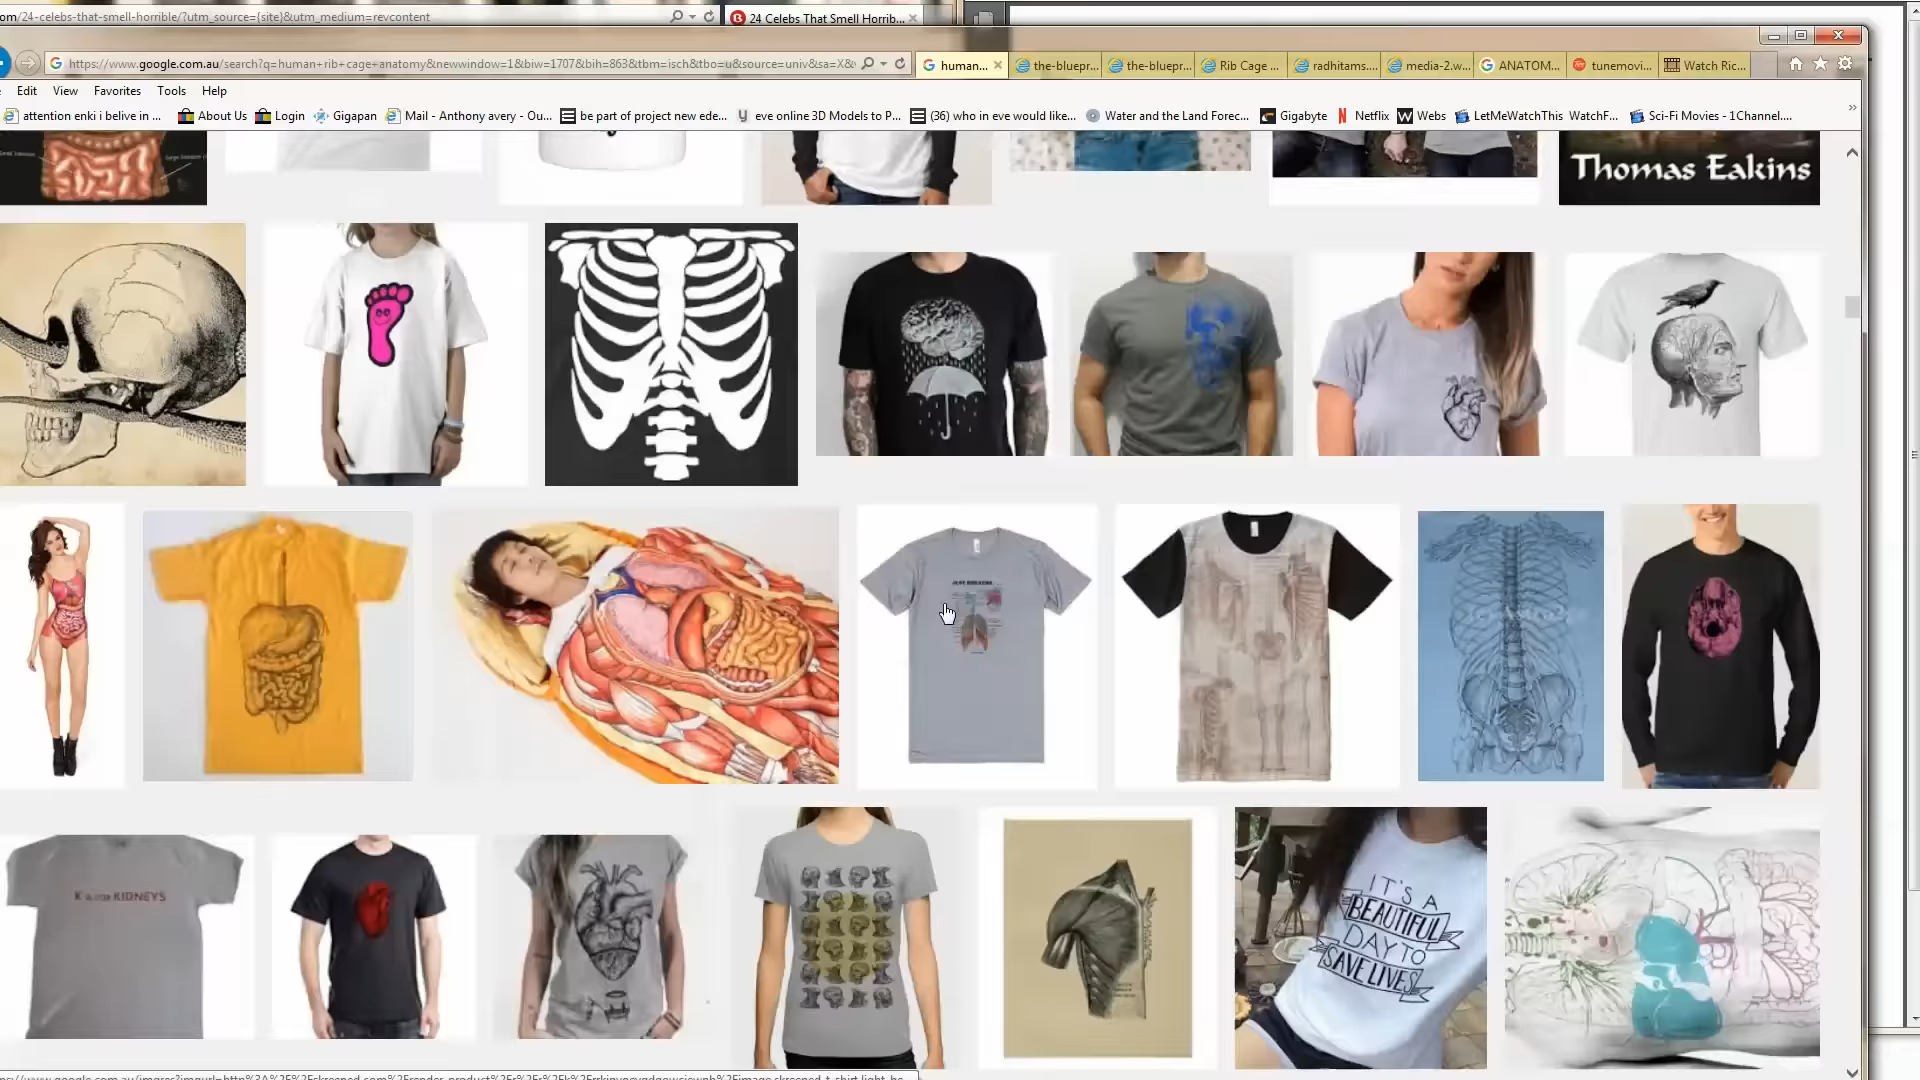 om/24-celebs-that-smell-horrible/?utm_source={site}&utm_medium=revcontent
24 Celebs That Smell Horrib...
https://www.google.com.au/search?q=human+rib+cage+anatomy&newwindow=1&biw=1707&bih=863&tbm=isch&tbo=u&source=univ&sa=X&v
human...
the-bluepr...
the-bluepr...
Rib Cage ...
radhitams....
media-2.w...
ANATOM...
tunemovi...
Watch Ric...
Edit View Favorites Tools Help
attention enki i belive in ...
About Us
Login
Gigapan
Mail - Anthony avery - Ou...
be part of project new ede...
eve online 3D Models to P...
(36) who in eve would like...
Water and the Land Forec...
Gigabyte
Netflix
Webs
LetMeWatchThis WatchF...
Sci-Fi Movies - 1Channel....
Thomas Eakins
K IS FOR KIDNEYS
IT'S A
BEAUTIFUL
DAY TO
SAVE LIVES